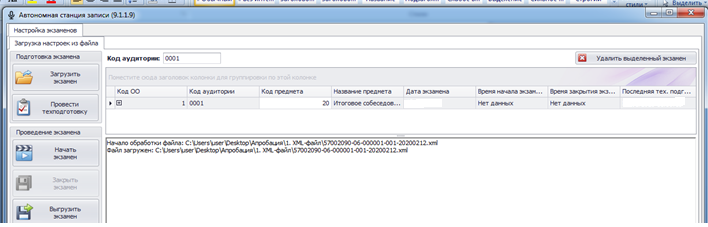 стили
Выделить
Автономная станция записи (9.1.1.9)
Настройка экзаменов
Загрузка настроек из файла
Подготовка экзамена
Загрузить экзамен
Провести техподготовку
Проведение экзамена
Начать экзамен
Закрыть экзамен
Выгрузить экзамен
Код аудитории: 0001
Удалить выделенный экзамен
Поместите сюда заголовок колонки для группировки по этой колонке
Код ОО Код аудитории Код предмета Название предмета Дата экзамена Время начала экзам... Время закрытия экз... Последняя тех. подг...
1 0001 20 Итоговое собеседов... Нет данных Нет данных
Начало обработки файла: C:\Users\user\Desktop\Апробация\1. XML-файл\57002090-06-000001-001-20200212.xml
Файл загружен: C:\Users\user\Desktop\Апробация\1. XML-файл\57002090-06-000001-001-20200212.xml